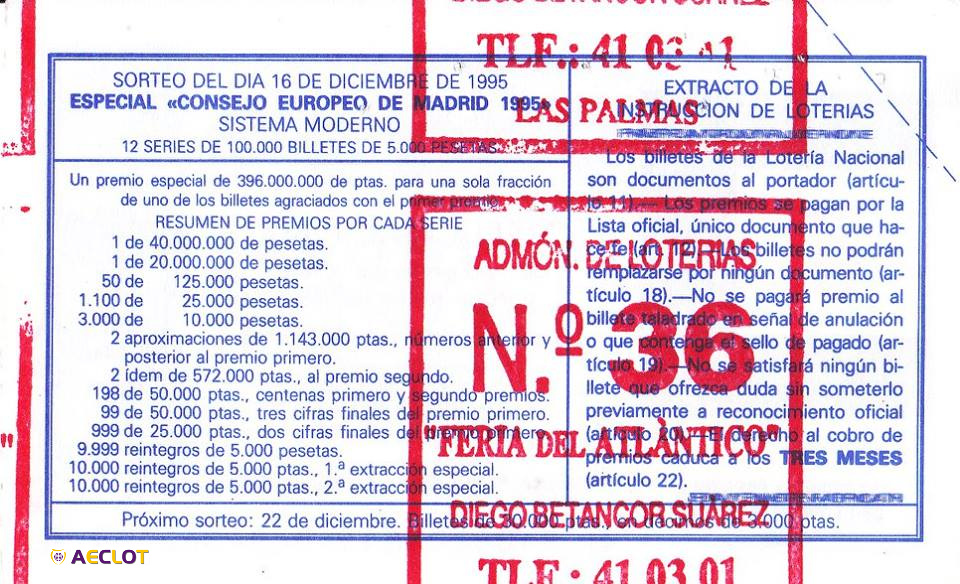 DIEGO BETANCOR SUÁREZ
TLF.: 41 03 01
LAS PALMAS
SORTEO DEL DIA 16 DE DICIEMBRE DE 1995
ESPECIAL «CONSEJO EUROPEO DE MADRID 1995»
SISTEMA MODERNO
12 SERIES DE 100.000 BILLETES DE 5.000 PESETAS
Un premio especial de 396.000.000 de ptas. para una sola fracción
de uno de los billetes agraciados con el primer premio.
RESUMEN DE PREMIOS POR CADA SERIE
1 de 40.000.000 de pesetas.
1 de 20.000.000 de pesetas.
50 de 125.000 pesetas.
1.100 de 25.000 pesetas.
3.000 de 10.000 pesetas.
2 aproximaciones de 1.143.000 ptas., números anterior y
posterior al premio primero.
2 ídem de 572.000 ptas., al premio segundo.
198 de 50.000 ptas., centenas primero y segundo premios.
99 de 50.000 ptas., tres cifras finales del premio primero.
999 de 25.000 ptas., dos cifras finales del premio primero.
9.999 reintegros de 5.000 pesetas.
10.000 reintegros de 5.000 ptas., 1.ª extracción especial.
10.000 reintegros de 5.000 ptas., 2.ª extracción especial.
EXTRACTO DE LA
INSTRUCCION DE LOTERIAS
Los billetes de la Lotería Nacional
son documentos al portador (artícu-
lo 11).— Los premios se pagan por la
Lista oficial, único documento que ha-
ce fe (art. 12).—Los billetes no podrán
remplazarse por ningún documento (ar-
tículo 18).—No se pagará premio al
billete taladrado en señal de anulación
o que contenga el sello de pagado (ar-
tículo 19).—No se satisfará ningún bi-
llete que ofrezca duda sin someterlo
previamente a reconocimiento oficial
(artículo 20).—El derecho al cobro de
premios caduca a los TRES MESES
(artículo 22).
Próximo sorteo: 22 de diciembre. Billetes de 30.000 ptas., en décimos de 3.000 ptas.
ADMÓN. DE LOTERIAS
N.º 36
"FERIA DEL ATLÀNTICO"
DIEGO BETANCOR SUÁREZ
TLF.: 41 03 01
"
AECLOT